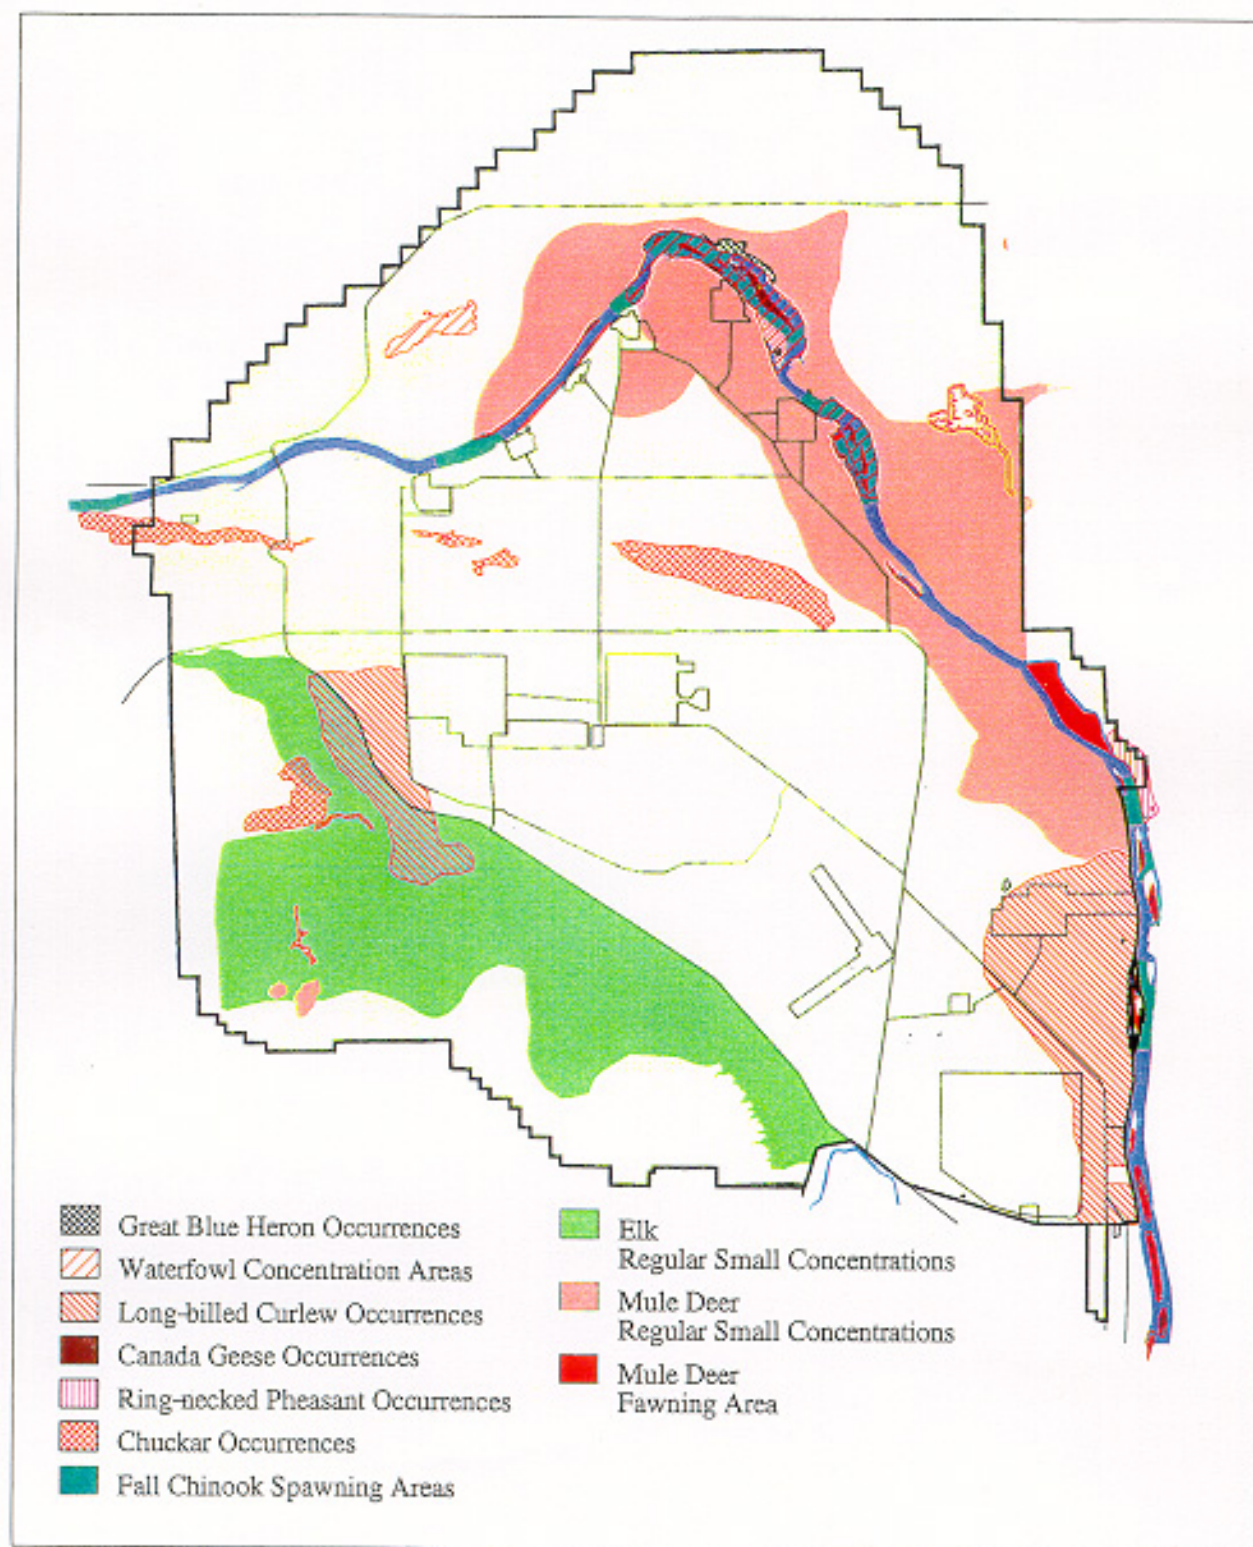 Great Blue Heron Occurrences
Waterfowl Concentration Areas
Long-billed Curlew Occurrences
Canada Geese Occurrences
Ring-necked Pheasant Occurrences
Chuckar Occurrences
Fall Chinook Spawning Areas
Elk
Regular Small Concentrations
Mule Deer
Regular Small Concentrations
Mule Deer
Fawning Area